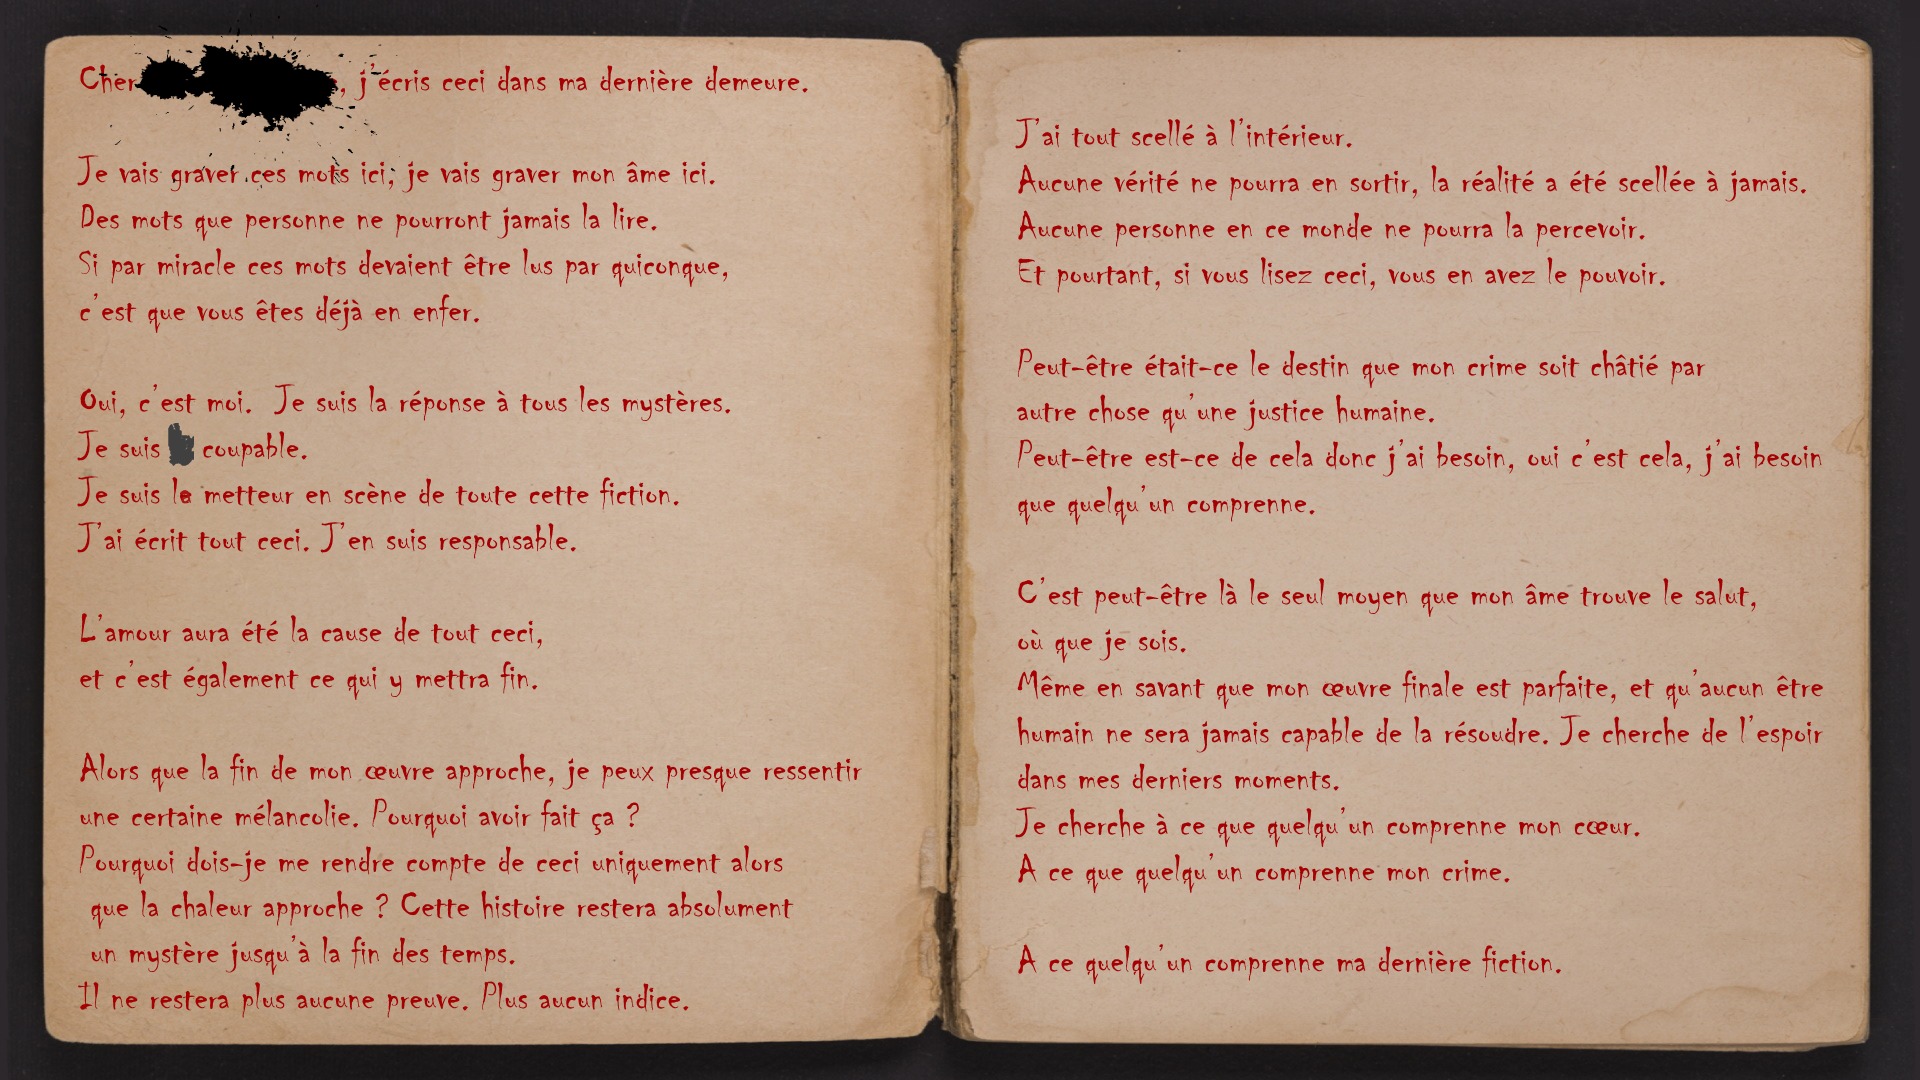 Cher , j'écris ceci dans ma dernière demeure.
Je vais graver ces mots ici; je vais graver mon âme ici.
Des mots que personne ne pourront jamais la lire.
Si par miracle ces mots devaient être lus par quiconque,
c'est que vous êtes déjà en enfer.
Oui, c'est moi. Je suis la réponse à tous les mystères.
Je suis coupable.
Je suis le metteur en scène de toute cette fiction.
J'ai écrit tout ceci. J'en suis responsable.
L'amour aura été la cause de tout ceci,
et c'est également ce qui y mettra fin.
Alors que la fin de mon œuvre approche, je peux presque ressentir
une certaine mélancolie. Pourquoi avoir fait ça ?
Pourquoi dois-je me rendre compte de ceci uniquement alors
que la chaleur approche ? Cette histoire restera absolument
un mystère jusqu'à la fin des temps.
Il ne restera plus aucune preuve. Plus aucun indice.
J'ai tout scellé à l'intérieur.
Aucune vérité ne pourra en sortir, la réalité a été scellée à jamais.
Aucune personne en ce monde ne pourra la percevoir.
Et pourtant, si vous lisez ceci, vous en avez le pouvoir.
Peut-être était-ce le destin que mon crime soit châtié par
autre chose qu'une justice humaine.
Peut-être est-ce de cela donc j'ai besoin, oui c'est cela, j'ai besoin
que quelqu'un comprenne.
C'est peut-être là le seul moyen que mon âme trouve le salut,
où que je sois.
Même en savant que mon œuvre finale est parfaite, et qu'aucun être
humain ne sera jamais capable de la résoudre. Je cherche de l'espoir
dans mes derniers moments.
Je cherche à ce que quelqu'un comprenne mon cœur.
A ce que quelqu'un comprenne mon crime.
A ce quelqu'un comprenne ma dernière fiction.